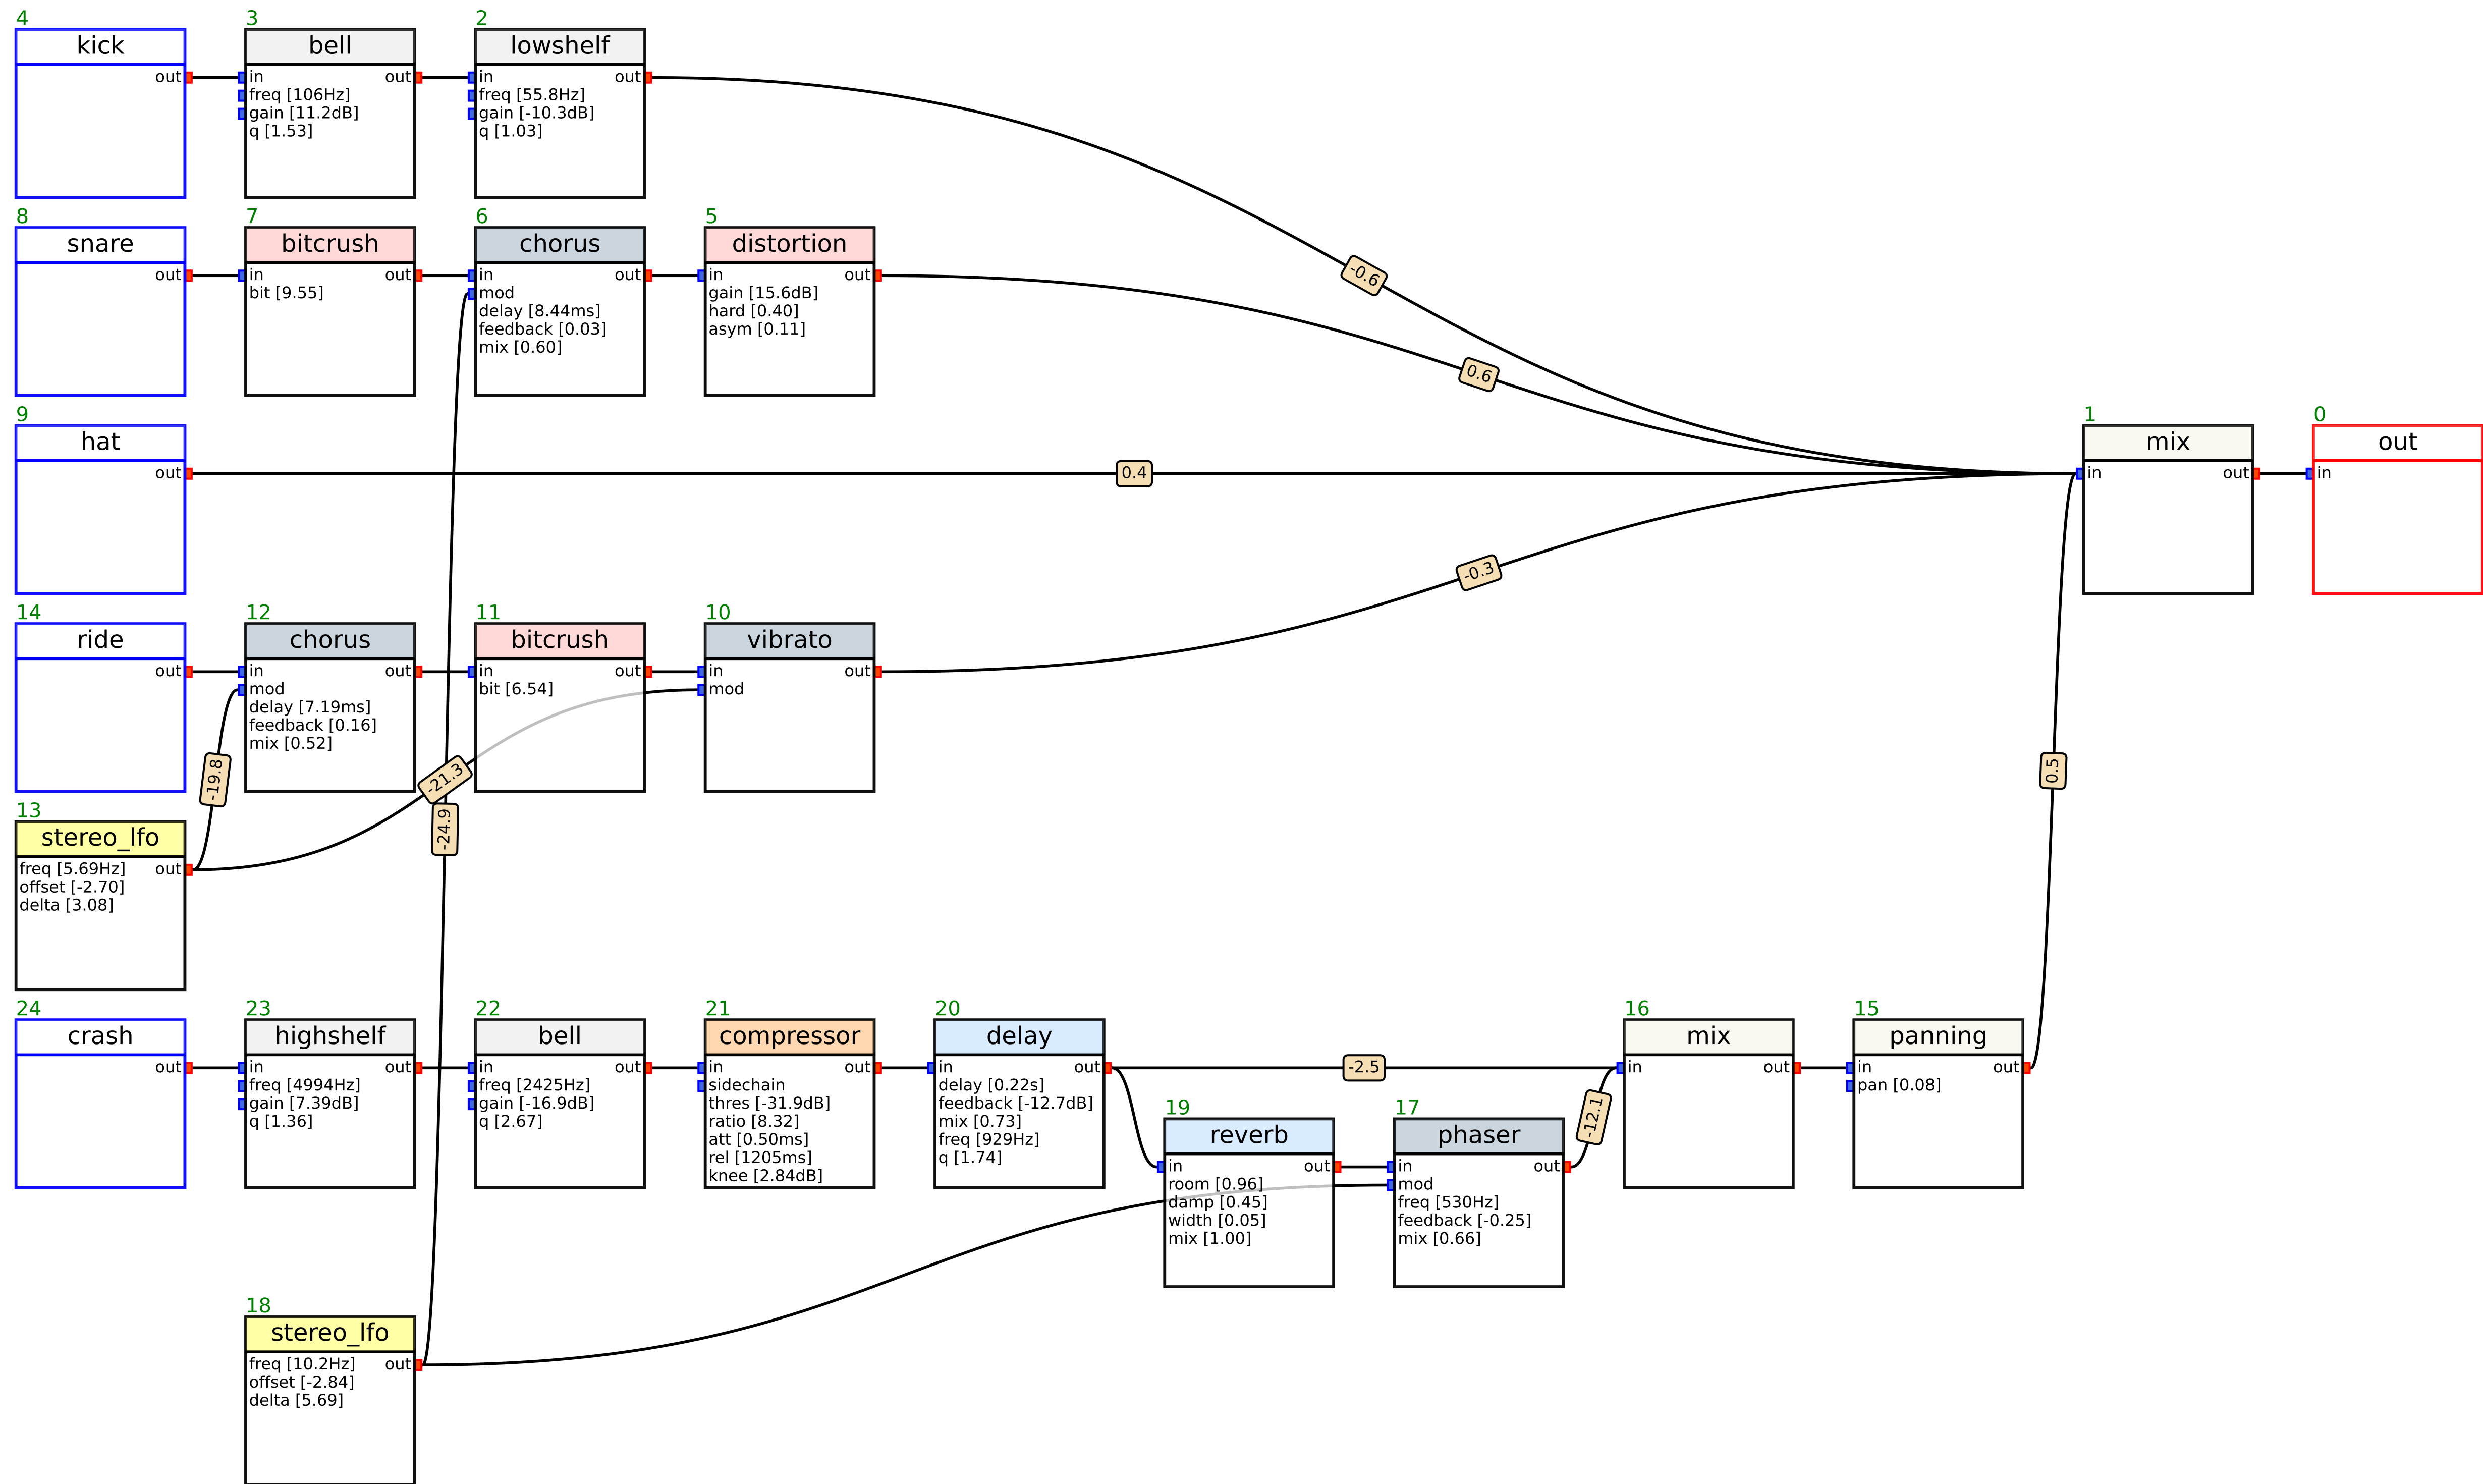 4
kick
out
3
bell
in out
freq [106Hz]
gain [11.2dB]
q [1.53]
2
lowshelf
in out
freq [55.8Hz]
gain [-10.3dB]
q [1.03]
-0.6
8
snare
out
7
bitcrush
in out
bit [9.55]
6
chorus
in out
mod
delay [8.44ms]
feedback [0.03]
mix [0.60]
5
distortion
in out
gain [15.6dB]
hard [0.40]
asym [0.11]
0.6
9
hat
out
0.4
1
mix
in out
0
out
in
14
ride
out
12
chorus
in out
mod
delay [7.19ms]
feedback [0.16]
mix [0.52]
11
bitcrush
in out
bit [6.54]
10
vibrato
in out
mod
-0.3
-19.8
-21.3
-24.9
0.5
13
stereo_lfo
freq [5.69Hz] out
offset [-2.70]
delta [3.08]
24
crash
out
23
highshelf
in out
freq [4994Hz]
gain [7.39dB]
q [1.36]
22
bell
in out
freq [2425Hz]
gain [-16.9dB]
q [2.67]
21
compressor
in out
sidechain
thres [-31.9dB]
ratio [8.32]
att [0.50ms]
rel [1205ms]
knee [2.84dB]
20
delay
in out
delay [0.22s]
feedback [-12.7dB]
mix [0.73]
freq [929Hz]
q [1.74]
-2.5
19
reverb
in out
room [0.96]
damp [0.45]
width [0.05]
mix [1.00]
17
phaser
in out
mod
freq [530Hz]
feedback [-0.25]
mix [0.66]
-12.1
16
mix
in out
15
panning
in out
pan [0.08]
18
stereo_lfo
freq [10.2Hz] out
offset [-2.84]
delta [5.69]